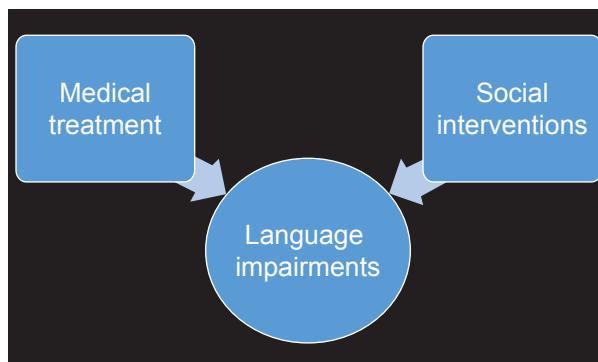 Medical
treatment
Social
interventions
Language
impairments